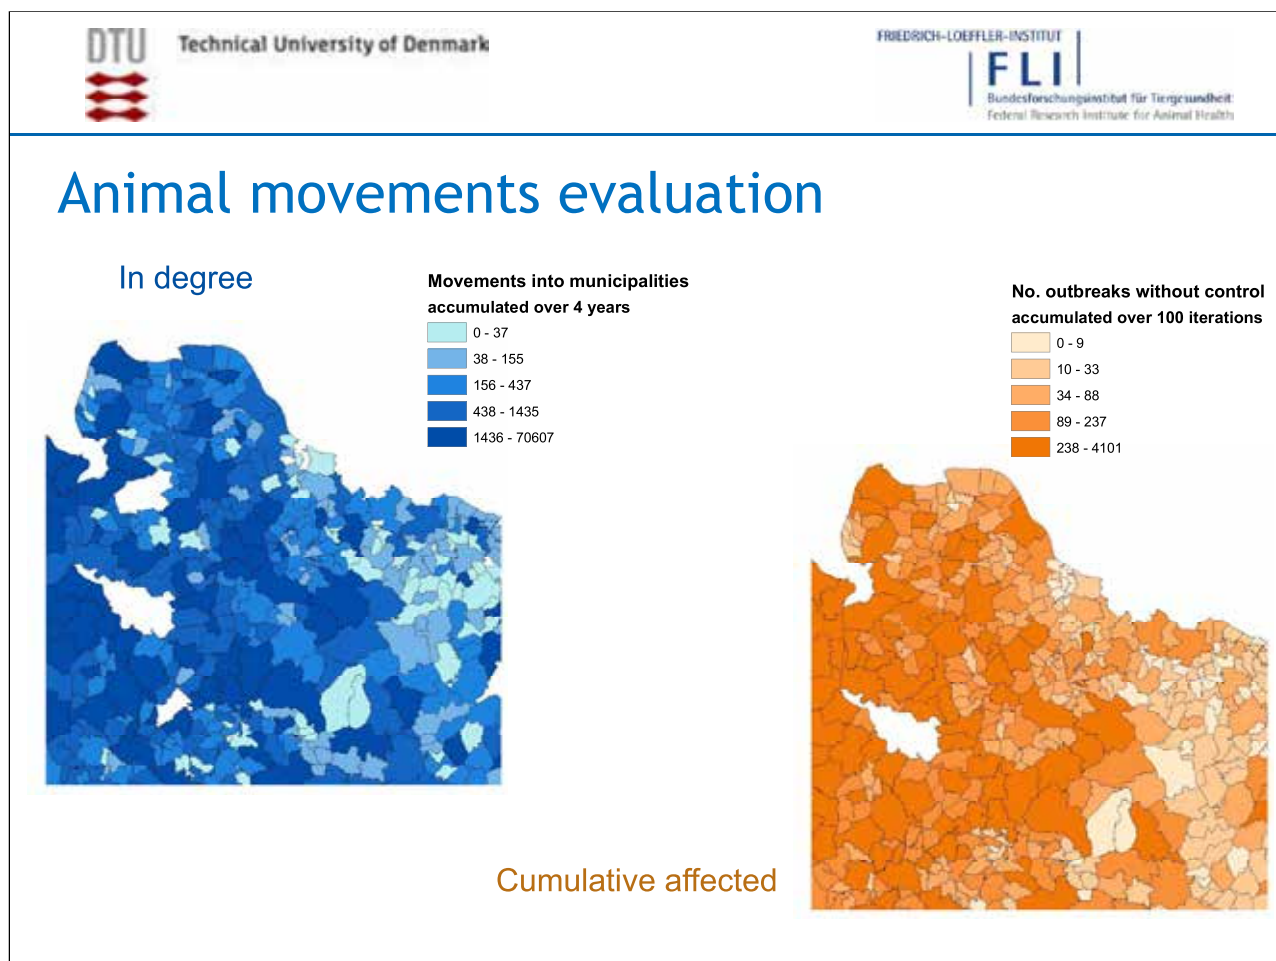 DTU
Technical University of Denmark
FRIEDRICH-LOEFFLER-INSTITUT
FLI
Bundesforschungsinstitut für Tiergesundheit
Federal Research Institute for Animal Health
Animal movements evaluation
In degree
Movements into municipalities
accumulated over 4 years
0 - 37
38 - 155
156 - 437
438 - 1435
1436 - 70607
No. outbreaks without control
accumulated over 100 iterations
0 - 9
10 - 33
34 - 88
89 - 237
238 - 4101
Cumulative affected